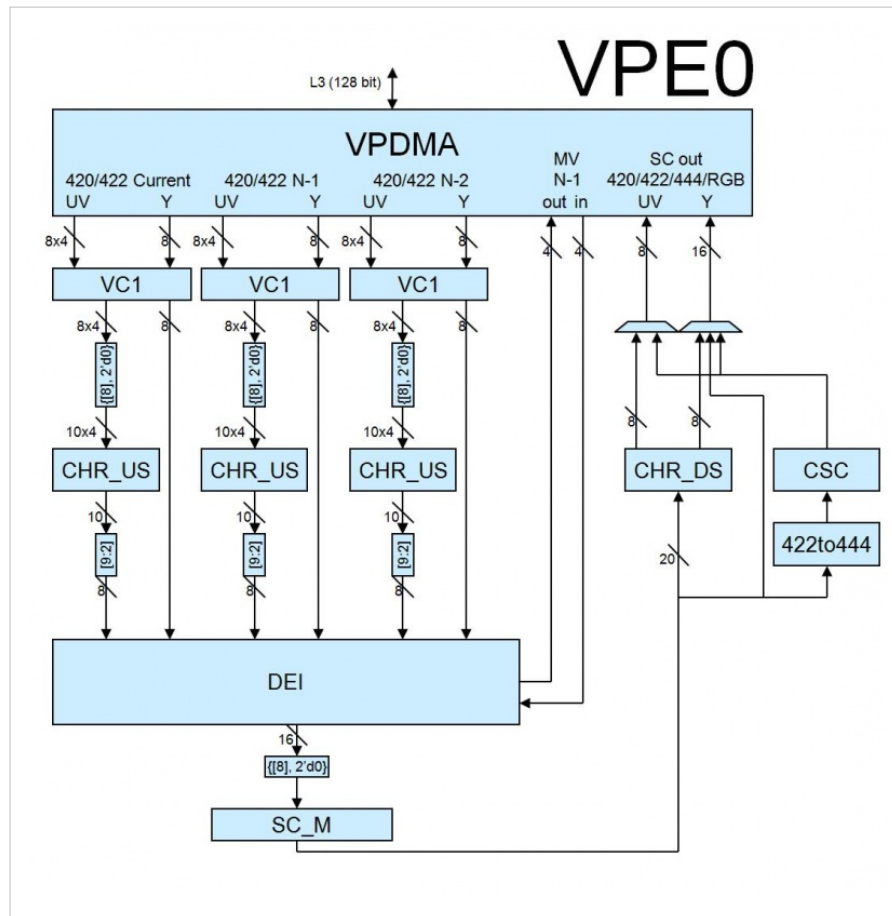 VPE0
L3 (128 bit)
VPDMA
MV
SC out
420/422 Current
420/422 N-1
420/422 N-2
N-1
420/422/444/RGB
UV
Y
UV
Y
UV
Y
out in
UV
Y
8x4
8
8x4
8
8x4
8
4
4
8
16
VC1
VC1
VC1
8x4
8
8x4
8
8x4
8
{[8], 2'd0}
{[8], 2'd0}
{[8], 2'd0}
10x4
10x4
10x4
8
8
CHR_US
CHR_US
CHR_US
CHR_DS
CSC
10
10
10
[9:2]
[9:2]
[9:2]
422to444
20
8
8
8
DEI
16
{[8], 2'd0}
SC_M